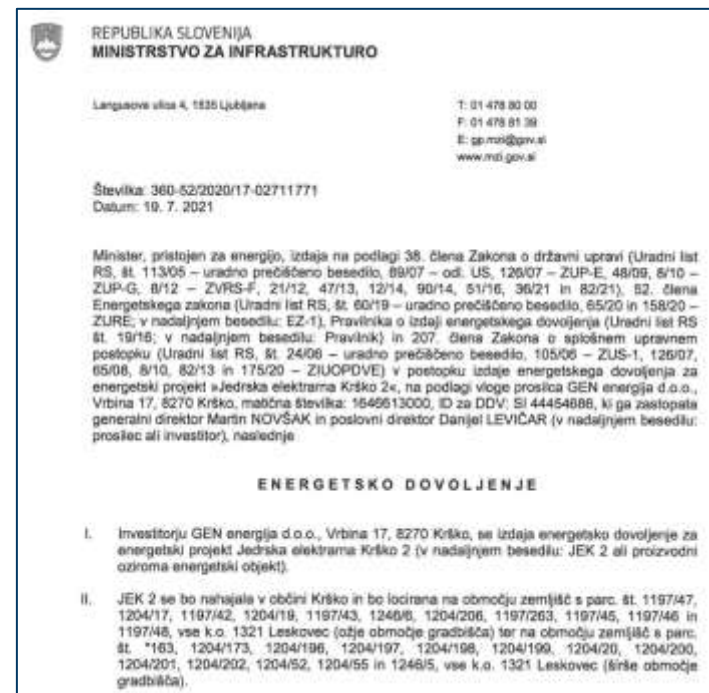 REPUBLIKA SLOVENIJA
MINISTRSTVO ZA INFRASTRUKTURO
Langusova ulica 4, 1535 Ljubljana
T: 01 478 80 00
F: 01 478 81 39
E: gp.mzi@gov.si
www.mzi.gov.si
Številka: 360-52/2020/17-02711771
Datum: 19. 7. 2021
Minister, pristojen za energijo, izdaja na podlagi 38. člena Zakona o državni upravi (Uradni list
RS, št. 113/05 – uradno prečiščeno besedilo, 89/07 – odl. US, 126/07 – ZUP-E, 48/09, 8/10 –
ZUP-G, 8/12 – ZVRS-F, 21/12, 47/13, 12/14, 90/14, 51/16, 36/21 in 82/21), 52. člena
Energetskega zakona (Uradni list RS, št. 60/19 – uradno prečiščeno besedilo, 65/20 in 158/20 –
ZURE; v nadaljnjem besedilu: EZ-1), Pravilnika o izdaji energetskega dovoljenja (Uradni list RS
št. 19/16; v nadaljnjem besedilu: Pravilnik) in 207. člena Zakona o splošnem upravnem
postopku (Uradni list RS, št. 24/06 – uradno prečiščeno besedilo, 105/06 – ZUS-1, 126/07,
65/08, 8/10, 82/13 in 175/20 – ZIUOPDVE) v postopku izdaje energetskega dovoljenja za
energetski projekt »Jedrska elektrarna Krško 2«, na podlagi vloge prosilca GEN energija d.o.o.,
Vrbina 17, 8270 Krško, matična številka: 1646613000, ID za DDV: SI 44454686, ki ga zastopata
generalni direktor Martin NOVŠAK in poslovni direktor Danijel LEVIČAR (v nadaljnjem besedilu:
prosilec ali investitor), naslednje
ENERGETSKO DOVOLJENJE
I. Investitorju GEN energija d.o.o., Vrbina 17, 8270 Krško, se izdaja energetsko dovoljenje za
energetski projekt Jedrska elektrarna Krško 2 (v nadaljnjem besedilu: JEK 2 ali proizvodni
oziroma energetski objekt).
II. JEK 2 se bo nahajala v občini Krško in bo locirana na območju zemljišč s parc. št. 1197/47,
1204/17, 1197/42, 1204/19, 1197/43, 1246/6, 1204/206, 1197/263, 1197/45, 1197/46 in
1197/48, vse k.o. 1321 Leskovec (ožje območje gradbišča) ter na območju zemljišč s parc.
št. *163, 1204/173, 1204/196, 1204/197, 1204/198, 1204/199, 1204/20, 1204/200,
1204/201, 1204/202, 1204/52, 1204/55 in 1246/5, vse k.o. 1321 Leskovec (širše območje
gradbišča).